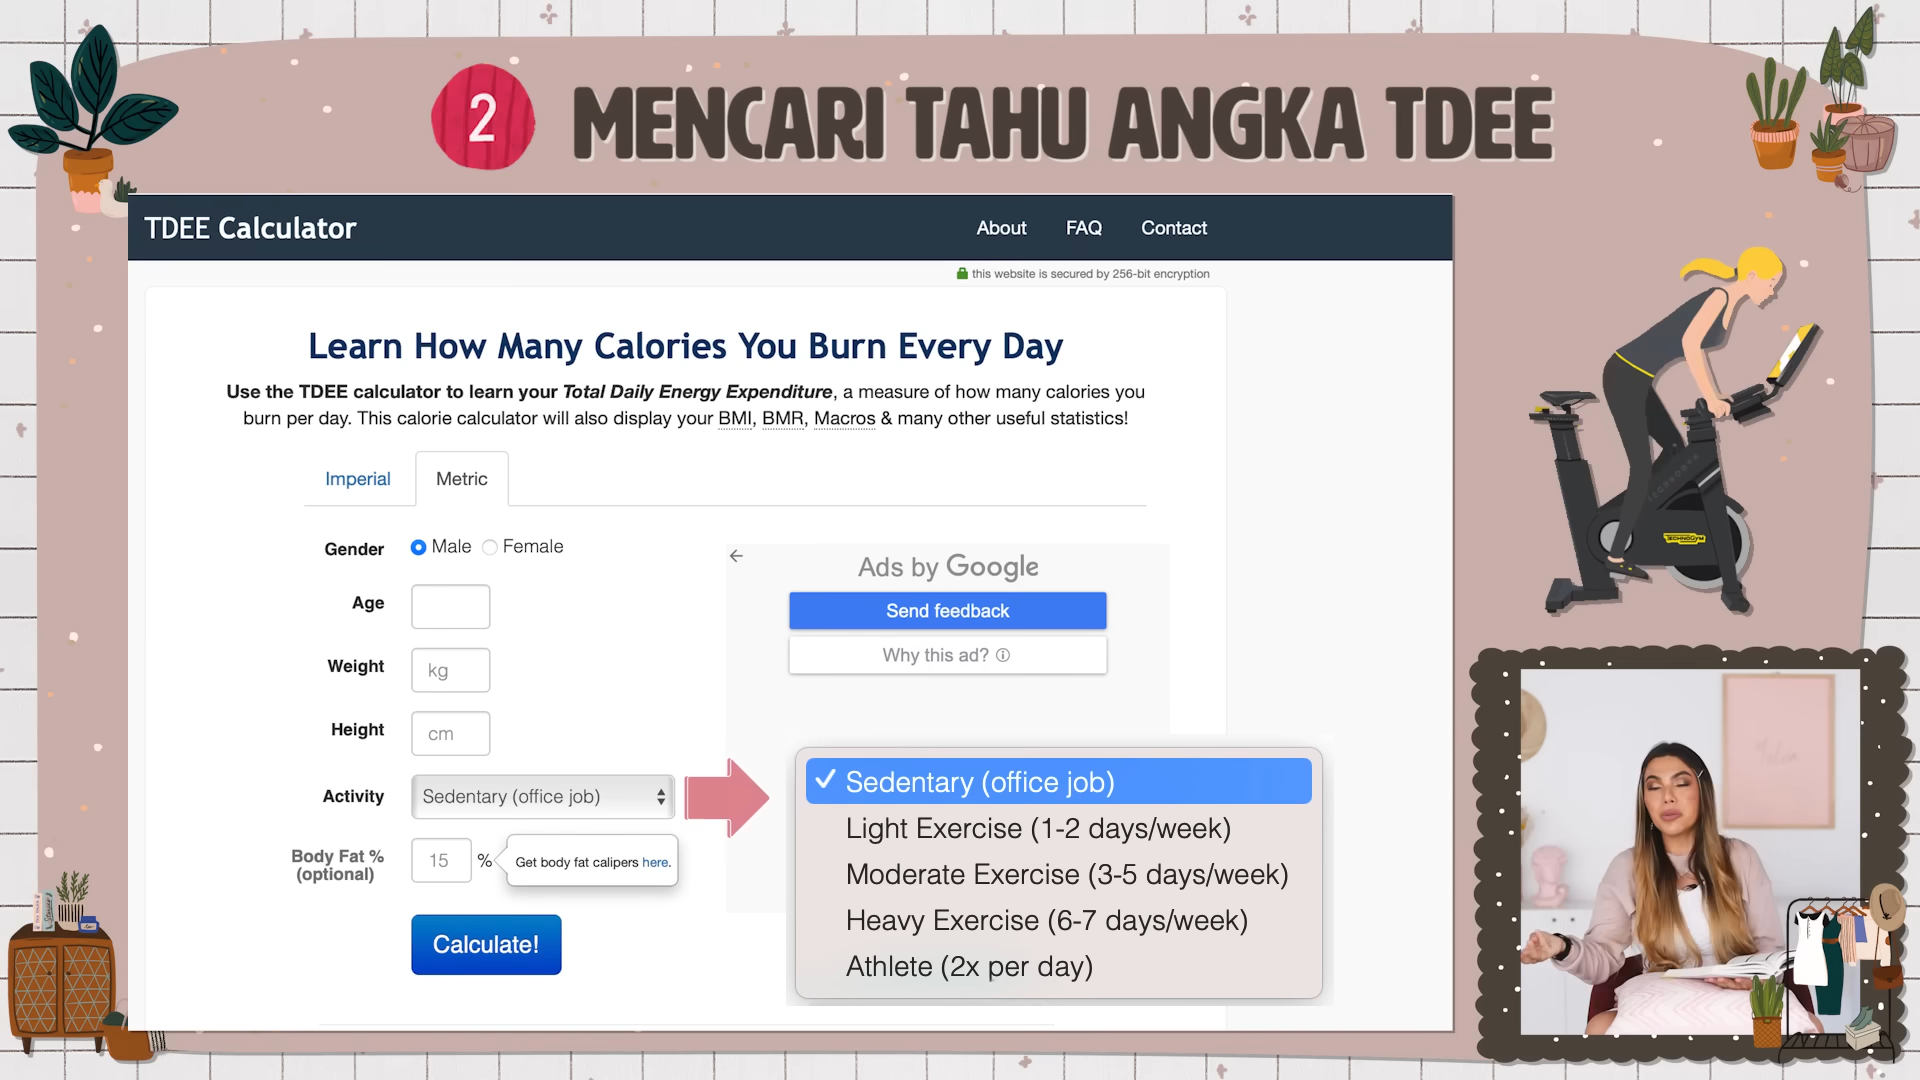 2 MENCARI TAHU ANGKA TDEE
TDEE Calculator
About FAQ Contact
this website is secured by 256-bit encryption
Learn How Many Calories You Burn Every Day
Use the TDEE calculator to learn your Total Daily Energy Expenditure, a measure of how many calories you
burn per day. This calorie calculator will also display your BMI, BMR, Macros & many other useful statistics!
Imperial Metric
Gender Male Female
Age
Weight kg
Height cm
Activity Sedentary (office job)
Body Fat %
(optional)
15 %
Get body fat calipers here.
Calculate!
Ads by Google
Send feedback
Why this ad?
✓ Sedentary (office job)
Light Exercise (1-2 days/week)
Moderate Exercise (3-5 days/week)
Heavy Exercise (6-7 days/week)
Athlete (2x per day)
TECHNOGYM